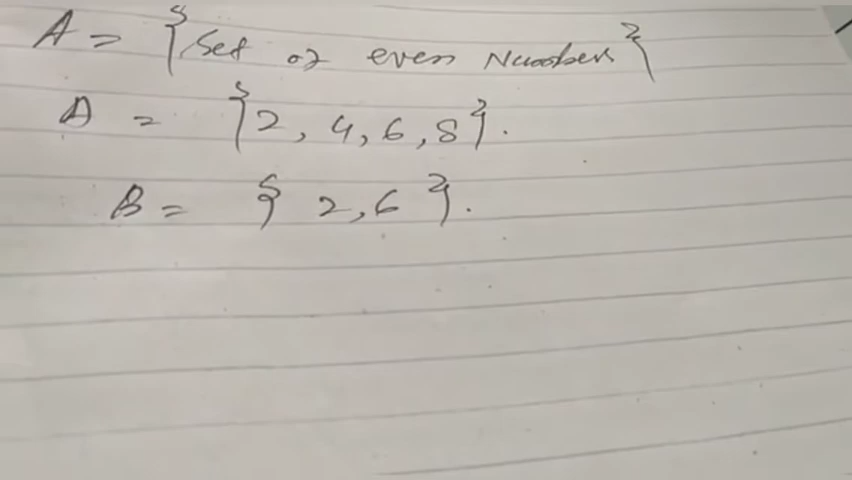 A = {Set of even Numbers}
A = {2, 4, 6, 8}.
B = { 2, 6 }.